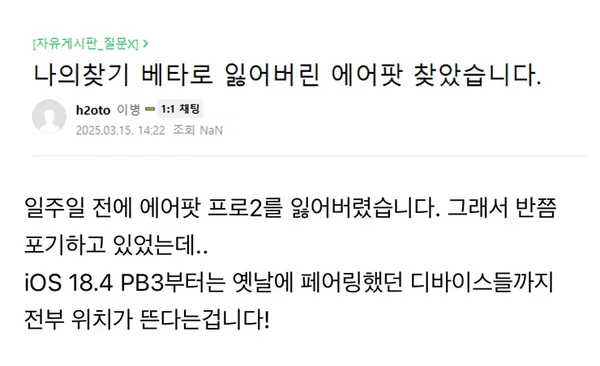 [자유게시판_질문X] >
나의찾기 베타로 잃어버린 에어팟 찾았습니다.
h2oto 이병 1:1 채팅
2025.03.15. 14:22 조회 NaN
일주일 전에 에어팟 프로2를 잃어버렸습니다. 그래서 반쯤
포기하고 있었는데..
iOS 18.4 PB3부터는 옛날에 페어링했던 디바이스들까지
전부 위치가 뜬다는겁니다!